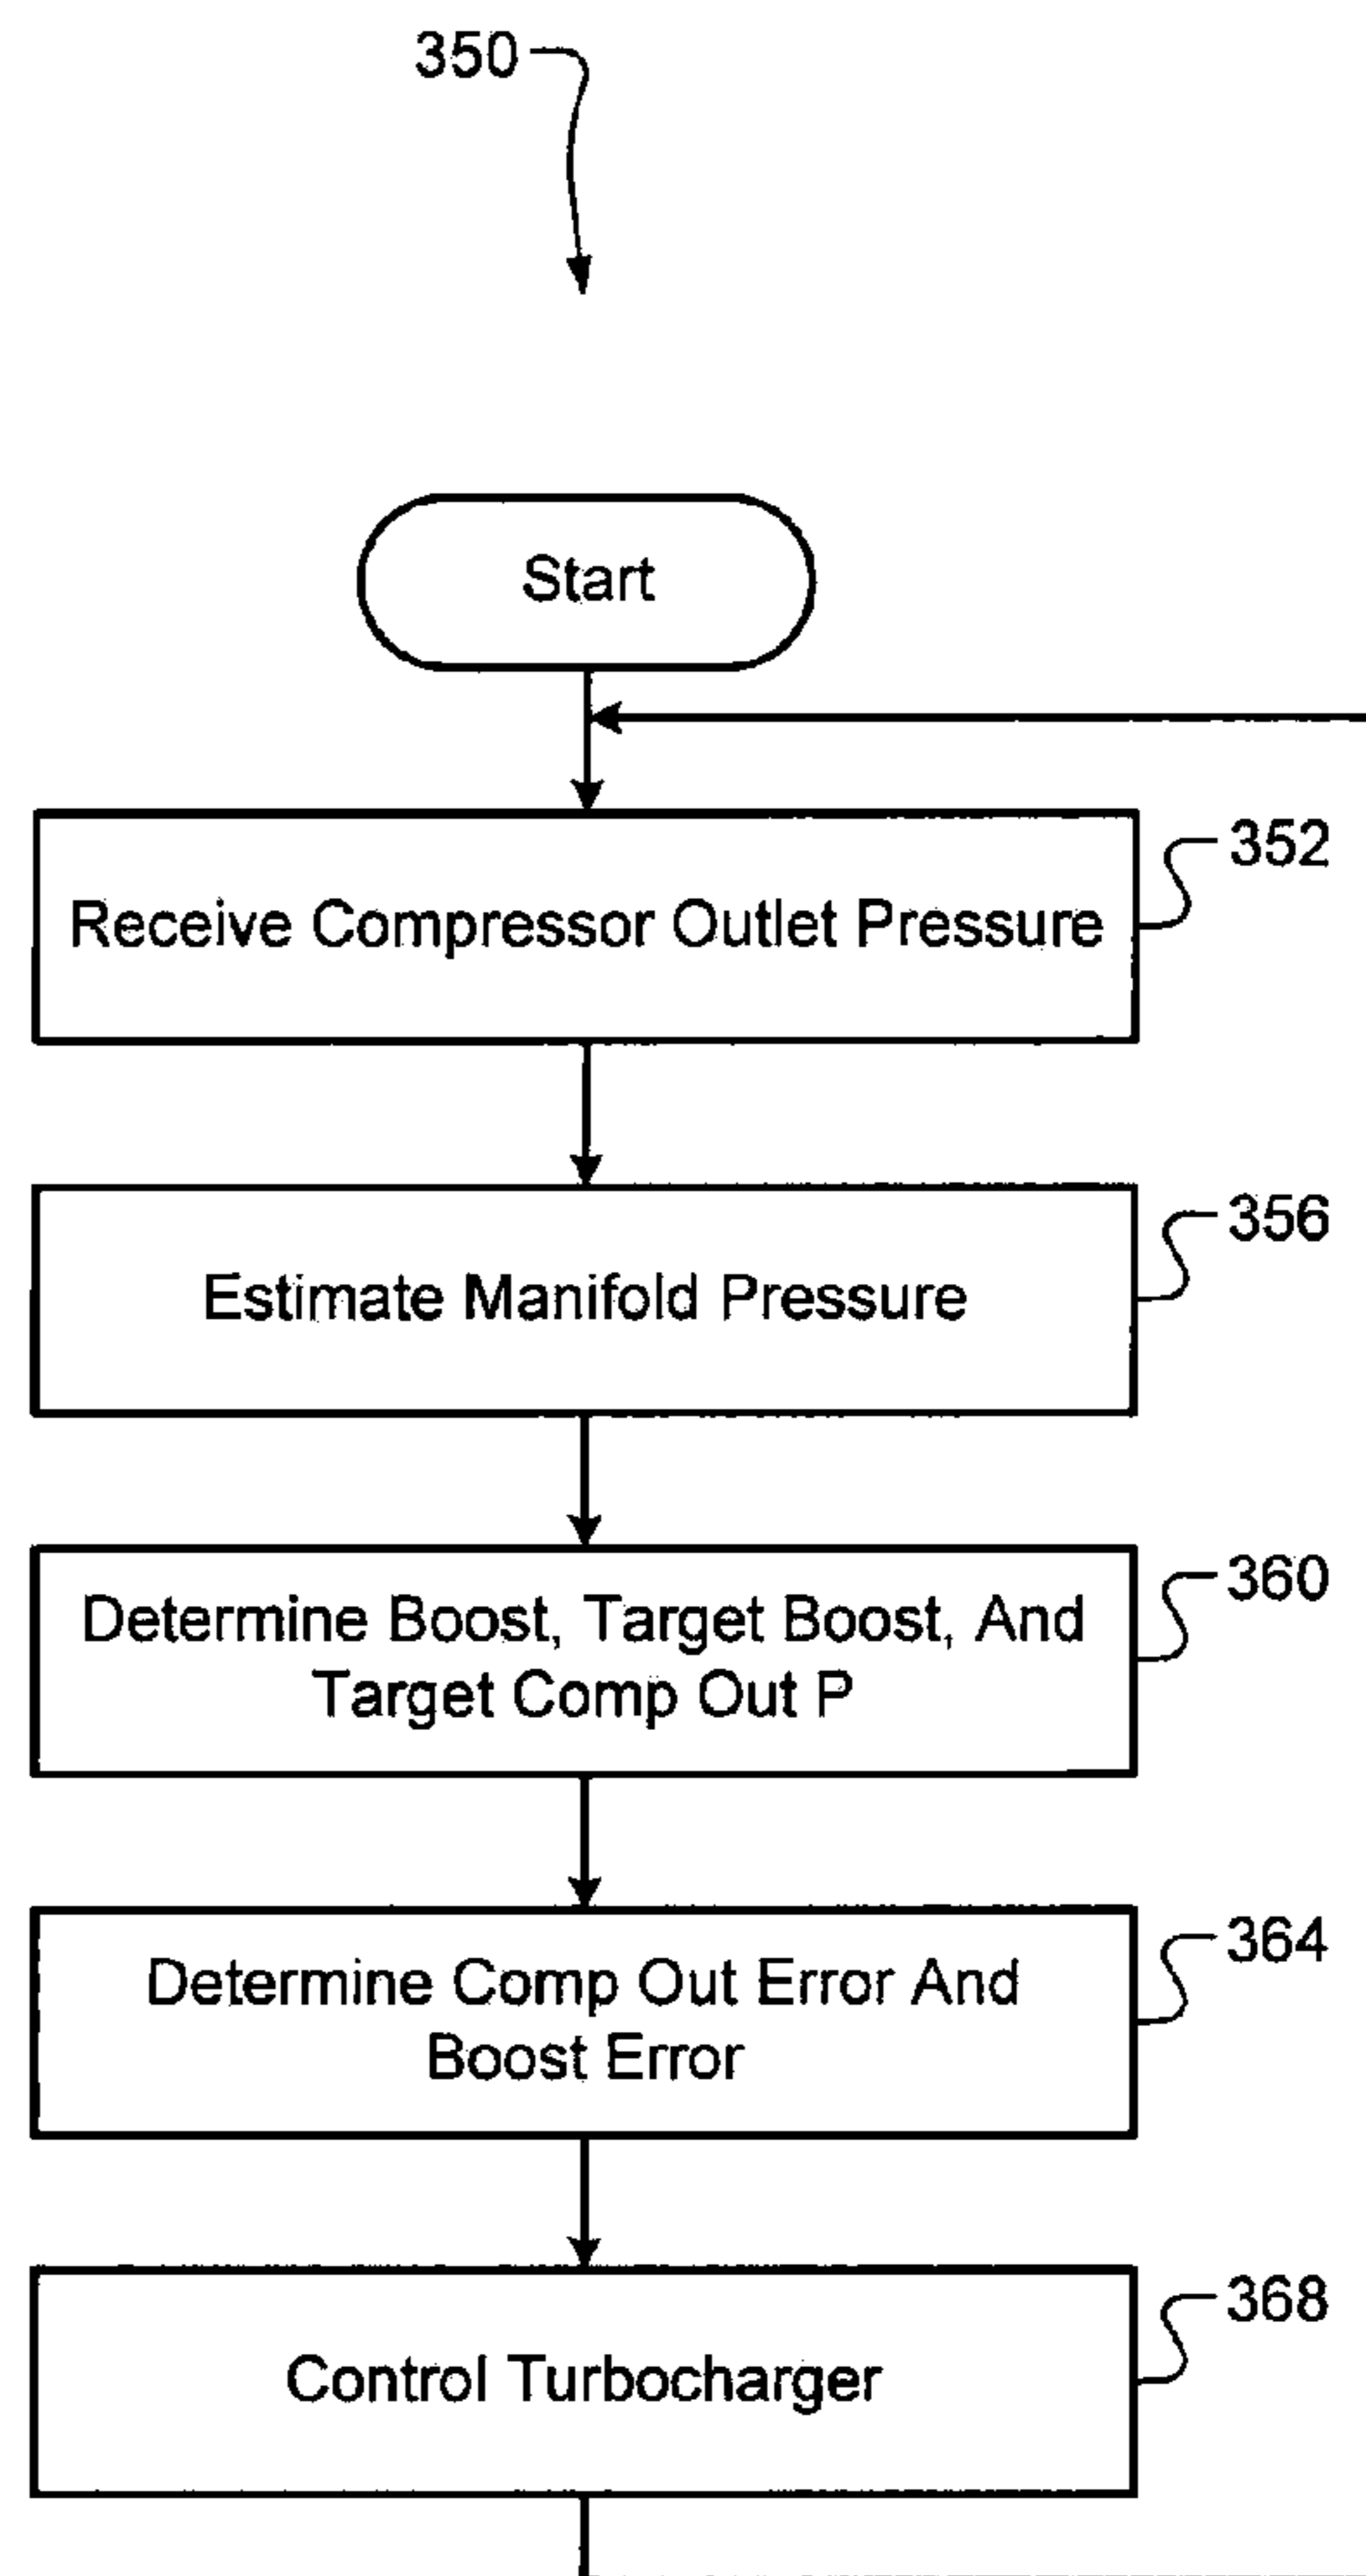 350
Start
Receive Compressor Outlet Pressure
352
Estimate Manifold Pressure
356
Determine Boost, Target Boost, And
Target Comp Out P
360
Determine Comp Out Error And
Boost Error
364
Control Turbocharger
368